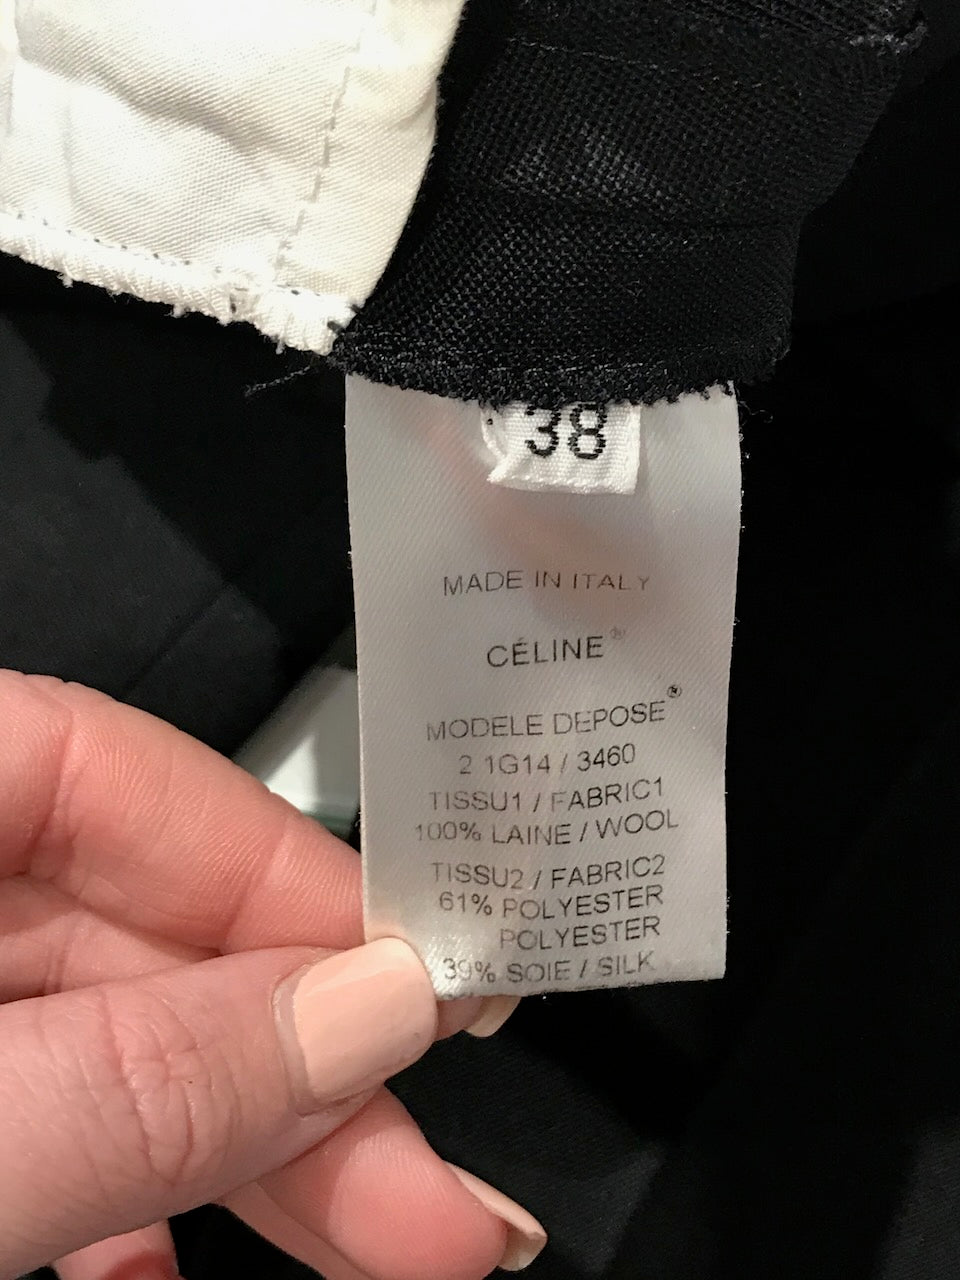 38
MADE IN ITALY
CÉLINE®
MODELE DEPOSE®
2 1G14 / 3460
TISSU1 / FABRIC1
100% LAINE / WOOL
TISSU2 / FABRIC2
61% POLYESTER
POLYESTER
39% SOIE / SILK